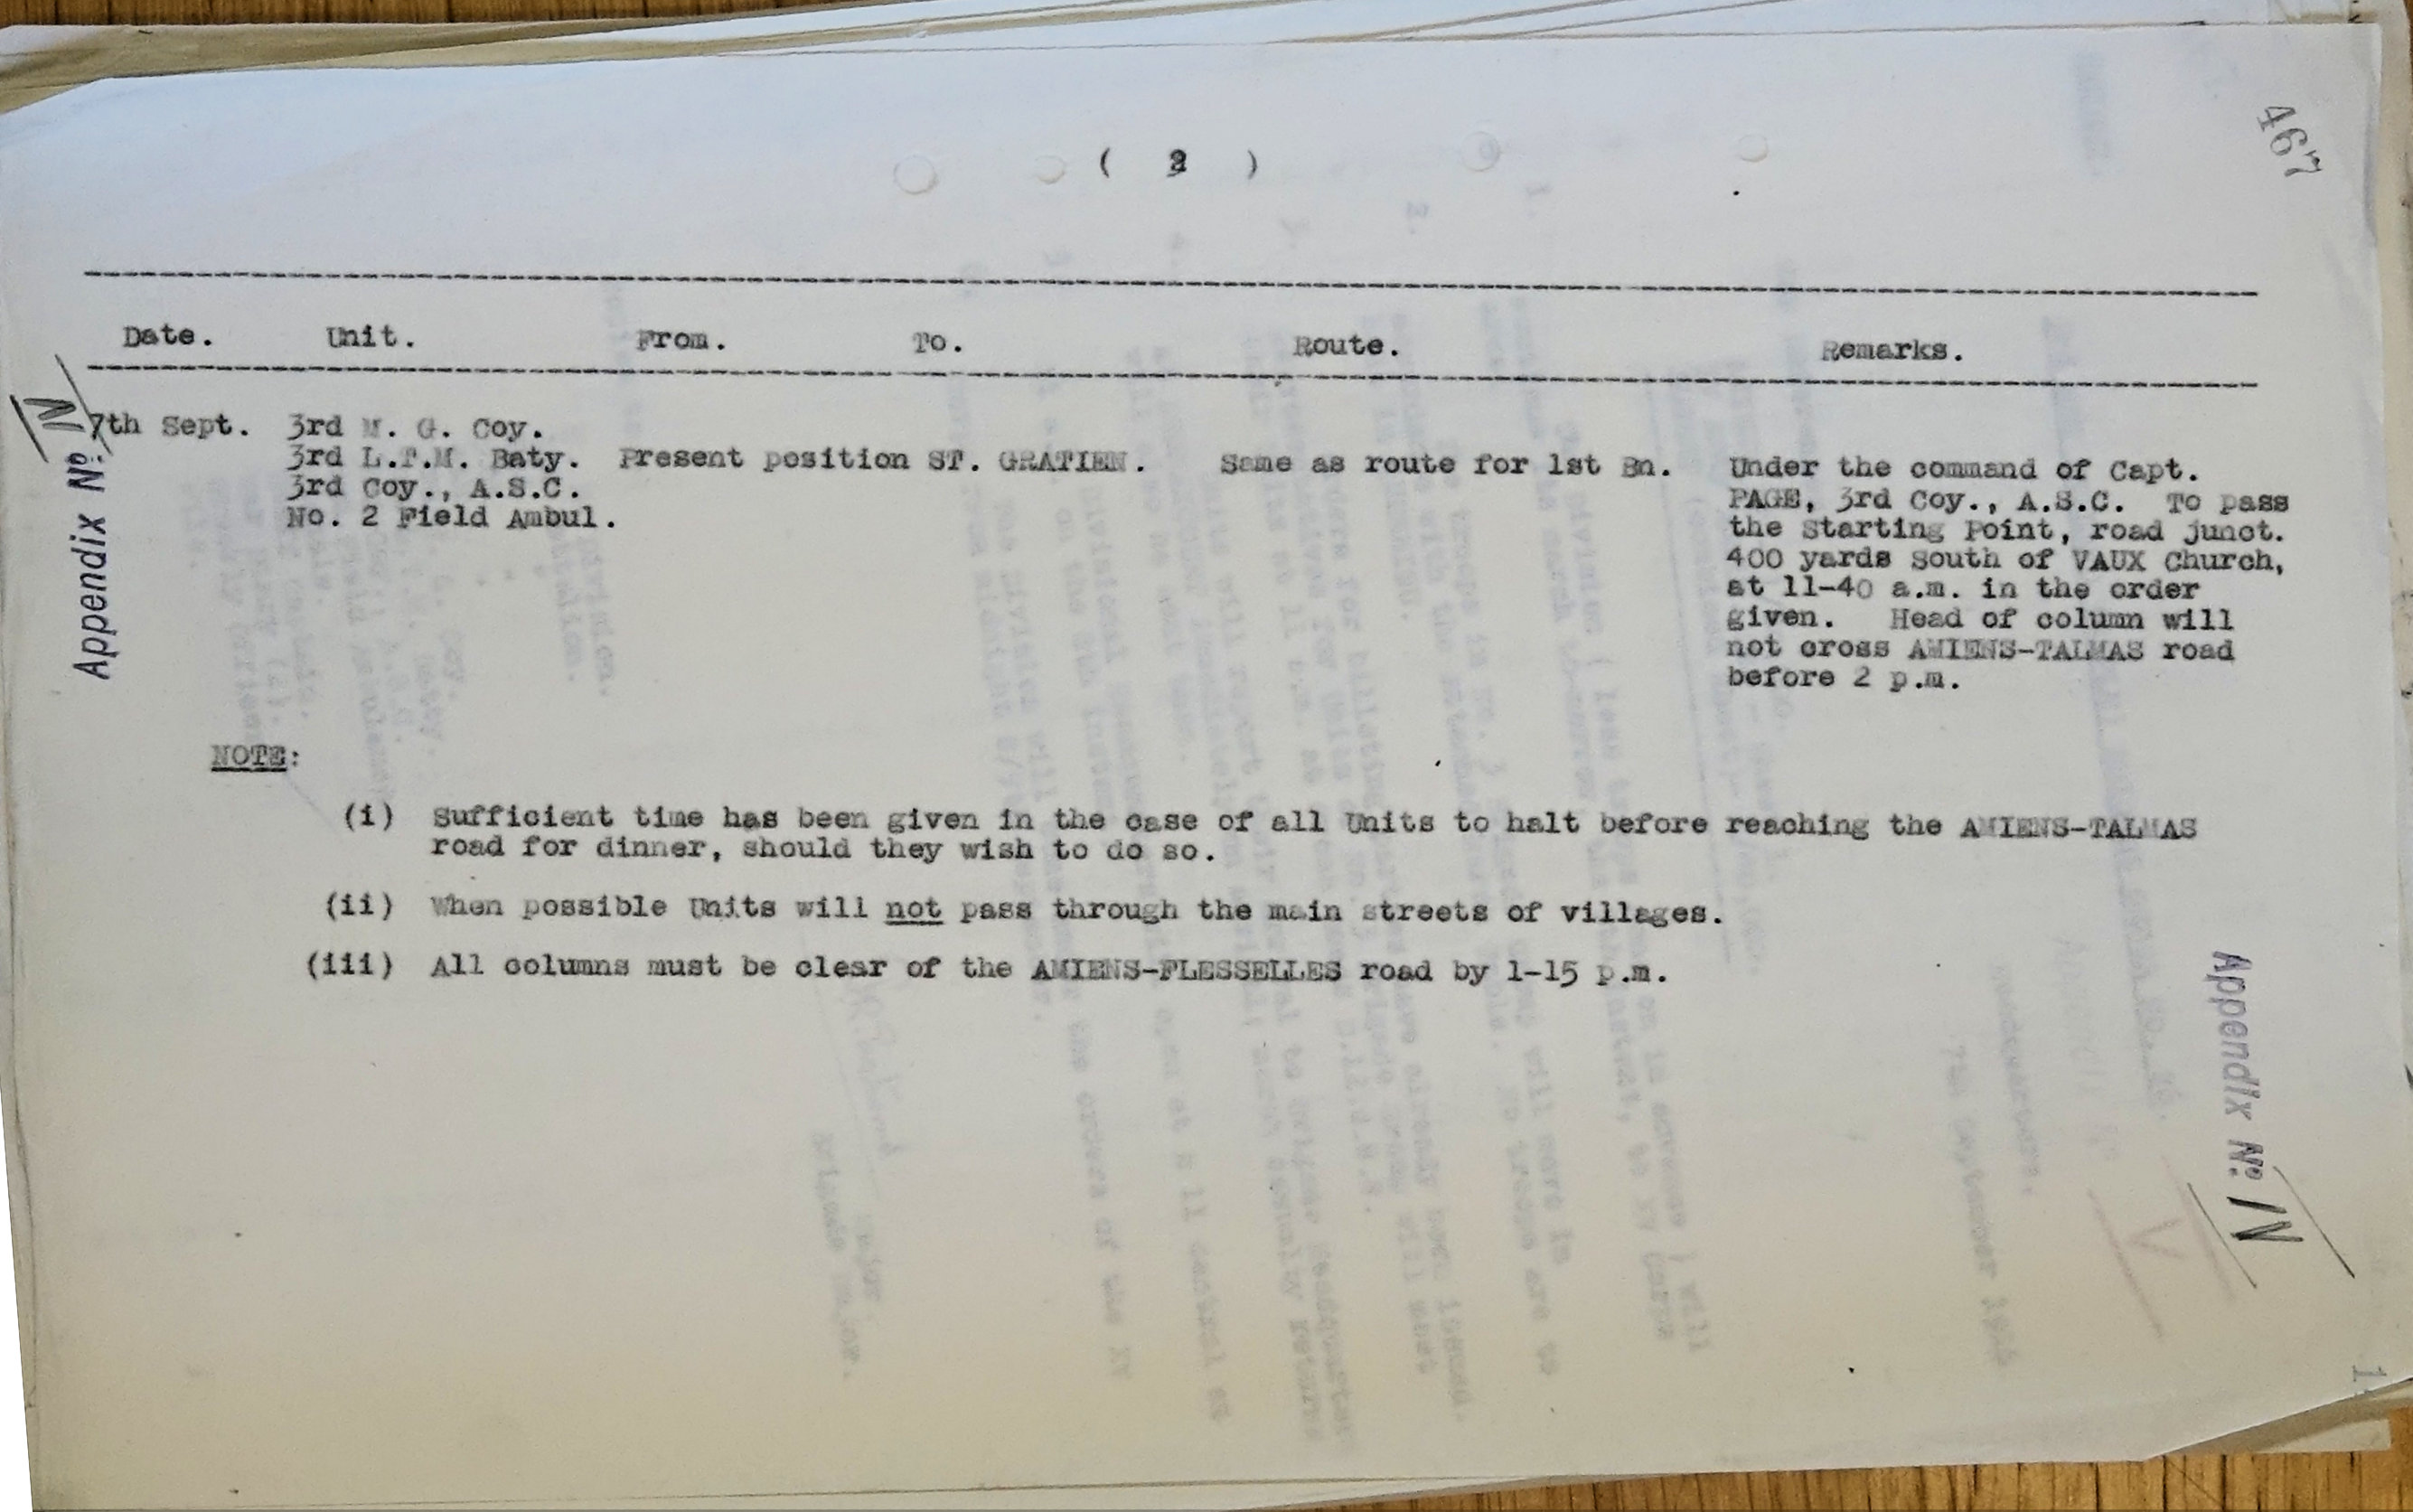 467
( 2 )
Date. Unit. From. To. Route. Remarks.
7th Sept. 3rd M. G. Coy.
3rd L.T.M. Baty. Present position ST. GRATIEN. Same as route for 1st Bn. Under the command of Capt.
3rd Coy., A.S.C. PAGE, 3rd Coy., A.S.C. To pass
No. 2 Field Ambul. the Starting Point, road junct.
400 yards South of VAUX Church,
at 11-40 a.m. in the order
given. Head of column will
not cross AMIENS-TALMAS road
before 2 p.m.
NOTE:
(i) Sufficient time has been given in the case of all Units to halt before reaching the AMIENS-TALMAS
road for dinner, should they wish to do so.
(ii) When possible Units will not pass through the main streets of villages.
(iii) All columns must be clear of the AMIENS-FLESSELLES road by 1-15 p.m.
Appendix No. IV
Appendix No. IV